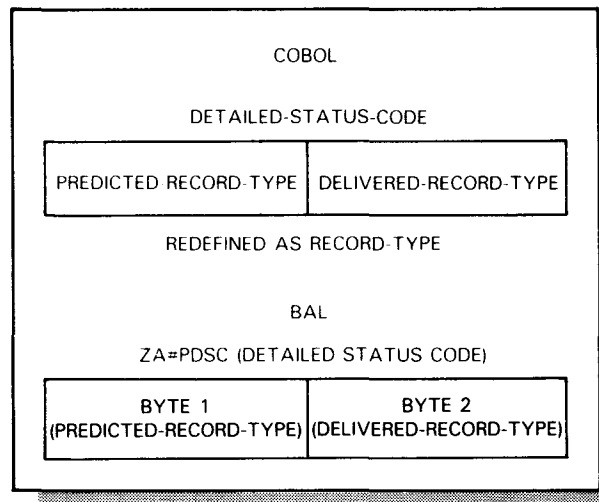 COBOL
DETAILED-STATUS-CODE
PREDICTED-RECORD-TYPE DELIVERED-RECORD-TYPE
REDEFINED AS RECORD-TYPE
BAL
ZA#PDSC (DETAILED STATUS CODE)
BYTE 1 BYTE 2
(PREDICTED-RECORD-TYPE) (DELIVERED-RECORD-TYPE)